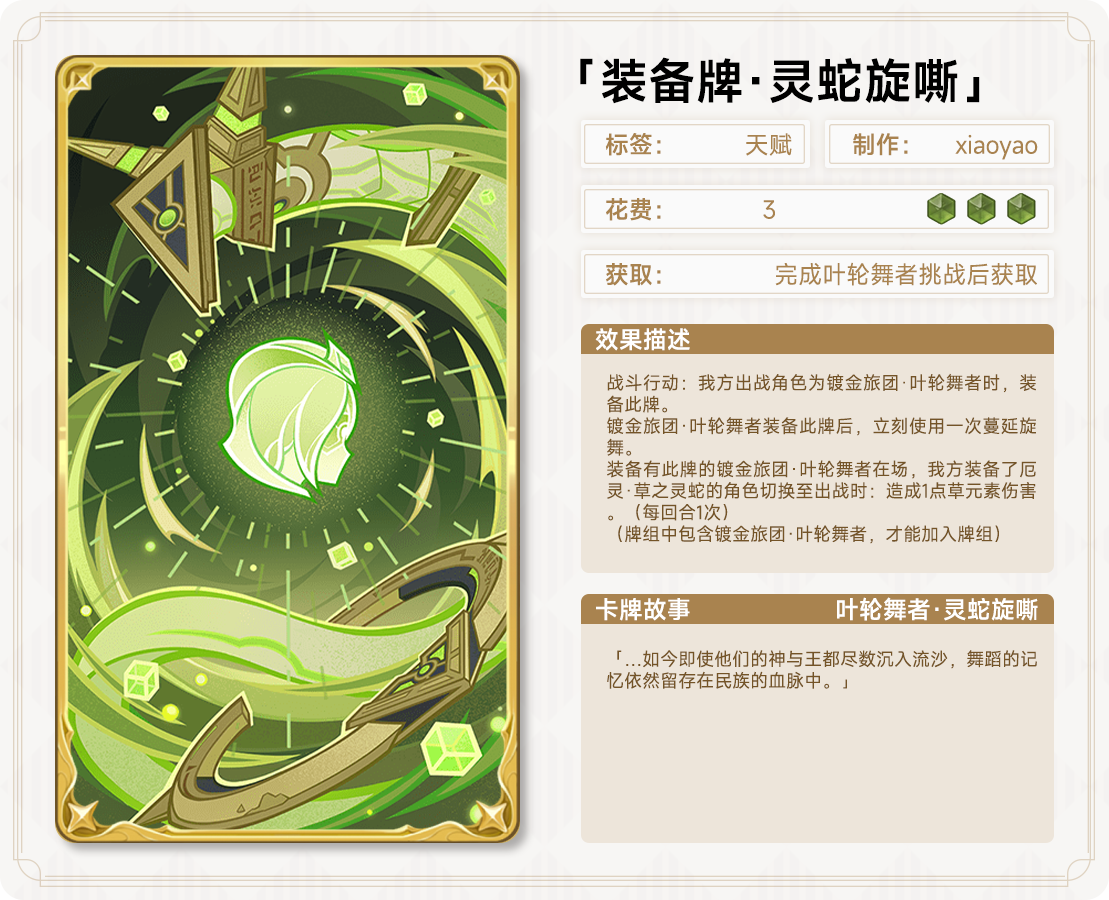 「装备牌·灵蛇旋嘶」
标签： 天赋
制作： xiaoyao
花费： 3
获取： 完成叶轮舞者挑战后获取
效果描述
战斗行动：我方出战角色为镀金旅团·叶轮舞者时，装
备此牌。
镀金旅团·叶轮舞者装备此牌后，立刻使用一次蔓延旋
舞。
装备有此牌的镀金旅团·叶轮舞者在场，我方装备了厄
灵·草之灵蛇的角色切换至出战时：造成1点草元素伤害
。（每回合1次）
（牌组中包含镀金旅团·叶轮舞者，才能加入牌组）
卡牌故事 叶轮舞者·灵蛇旋嘶
「…如今即使他们的神与王都尽数沉入流沙，舞蹈的记
忆依然留存在民族的血脉中。」